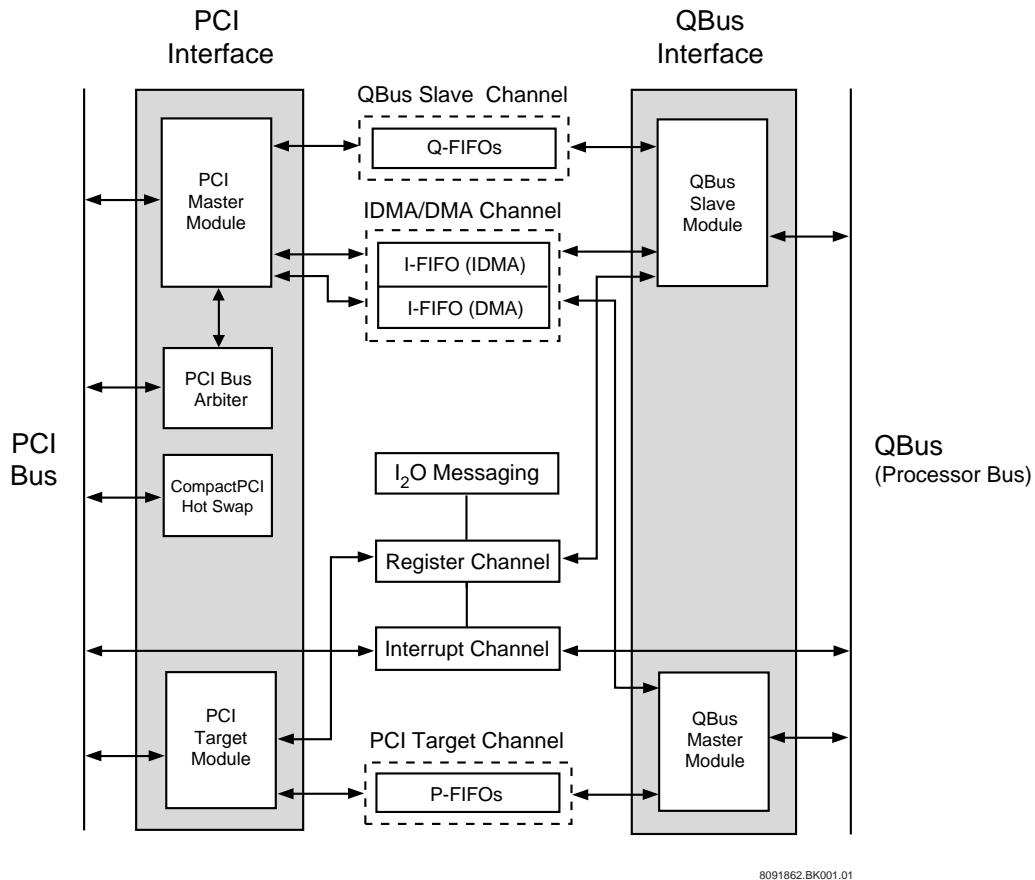 PCI
Interface
QBus
Interface
QBus Slave Channel
Q-FIFOs
PCI
Master
Module
QBus
Slave
Module
IDMA/DMA Channel
I-FIFO (IDMA)
I-FIFO (DMA)
PCI Bus
Arbiter
PCI
Bus
QBus
(Processor Bus)
CompactPCI
Hot Swap
I2O Messaging
Register Channel
Interrupt Channel
PCI
Target
Module
QBus
Master
Module
PCI Target Channel
P-FIFOs
8091862.BK001.01